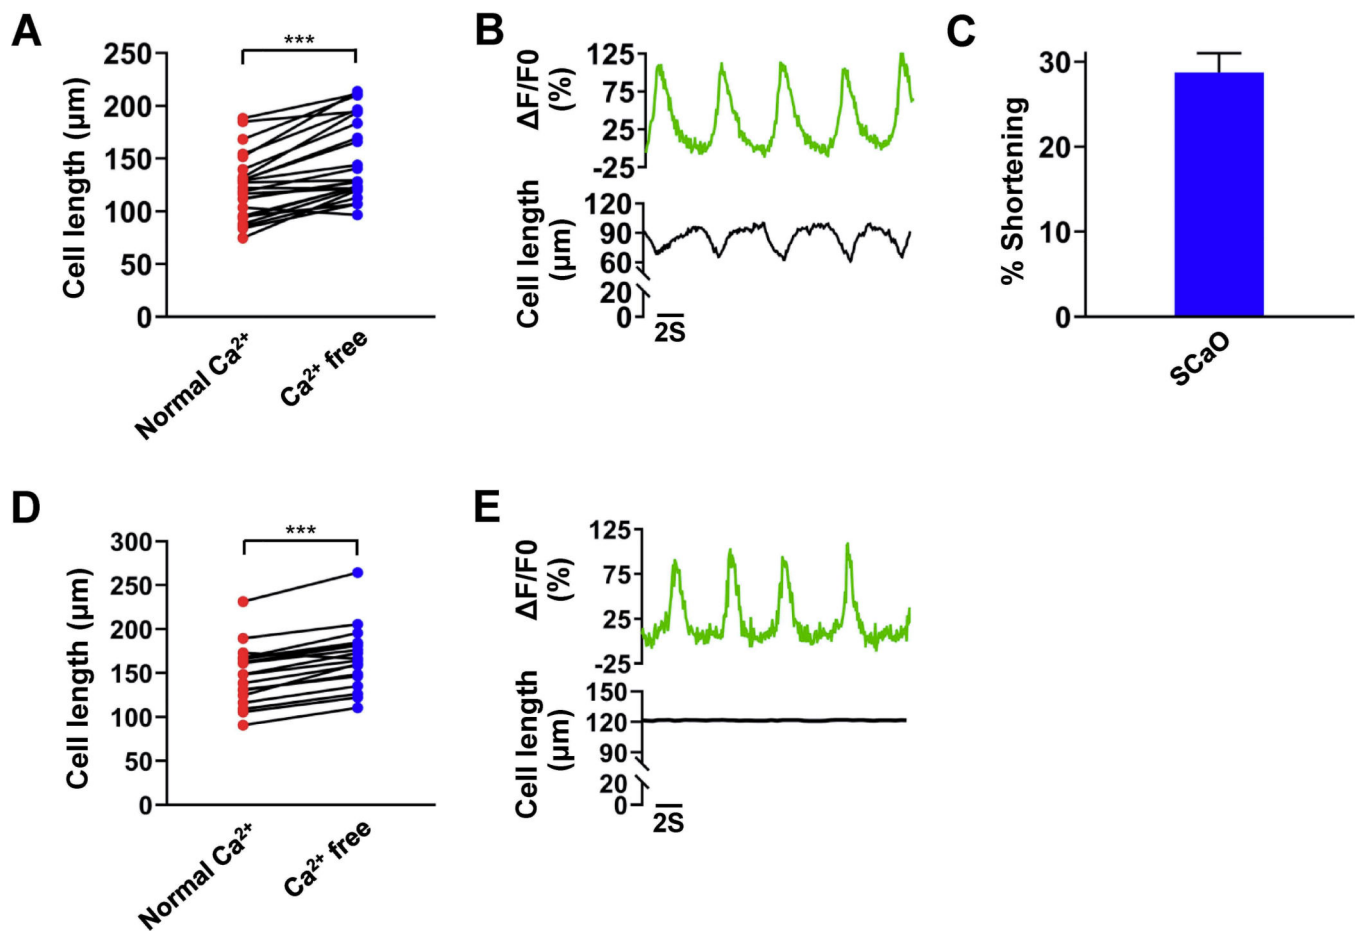 A
Cell length (μm)
250
200
150
100
50
0
***
Normal Ca²⁺
Ca²⁺ free
B
ΔF/F0
(%)
125
75
25
-25
Cell length
(μm)
120
90
60
20
0
2S
C
% Shortening
30
20
10
0
SCaO
D
Cell length (μm)
300
250
200
150
100
50
0
***
Normal Ca²⁺
Ca²⁺ free
E
ΔF/F0
(%)
125
75
25
-25
Cell length
(μm)
150
120
90
20
0
2S